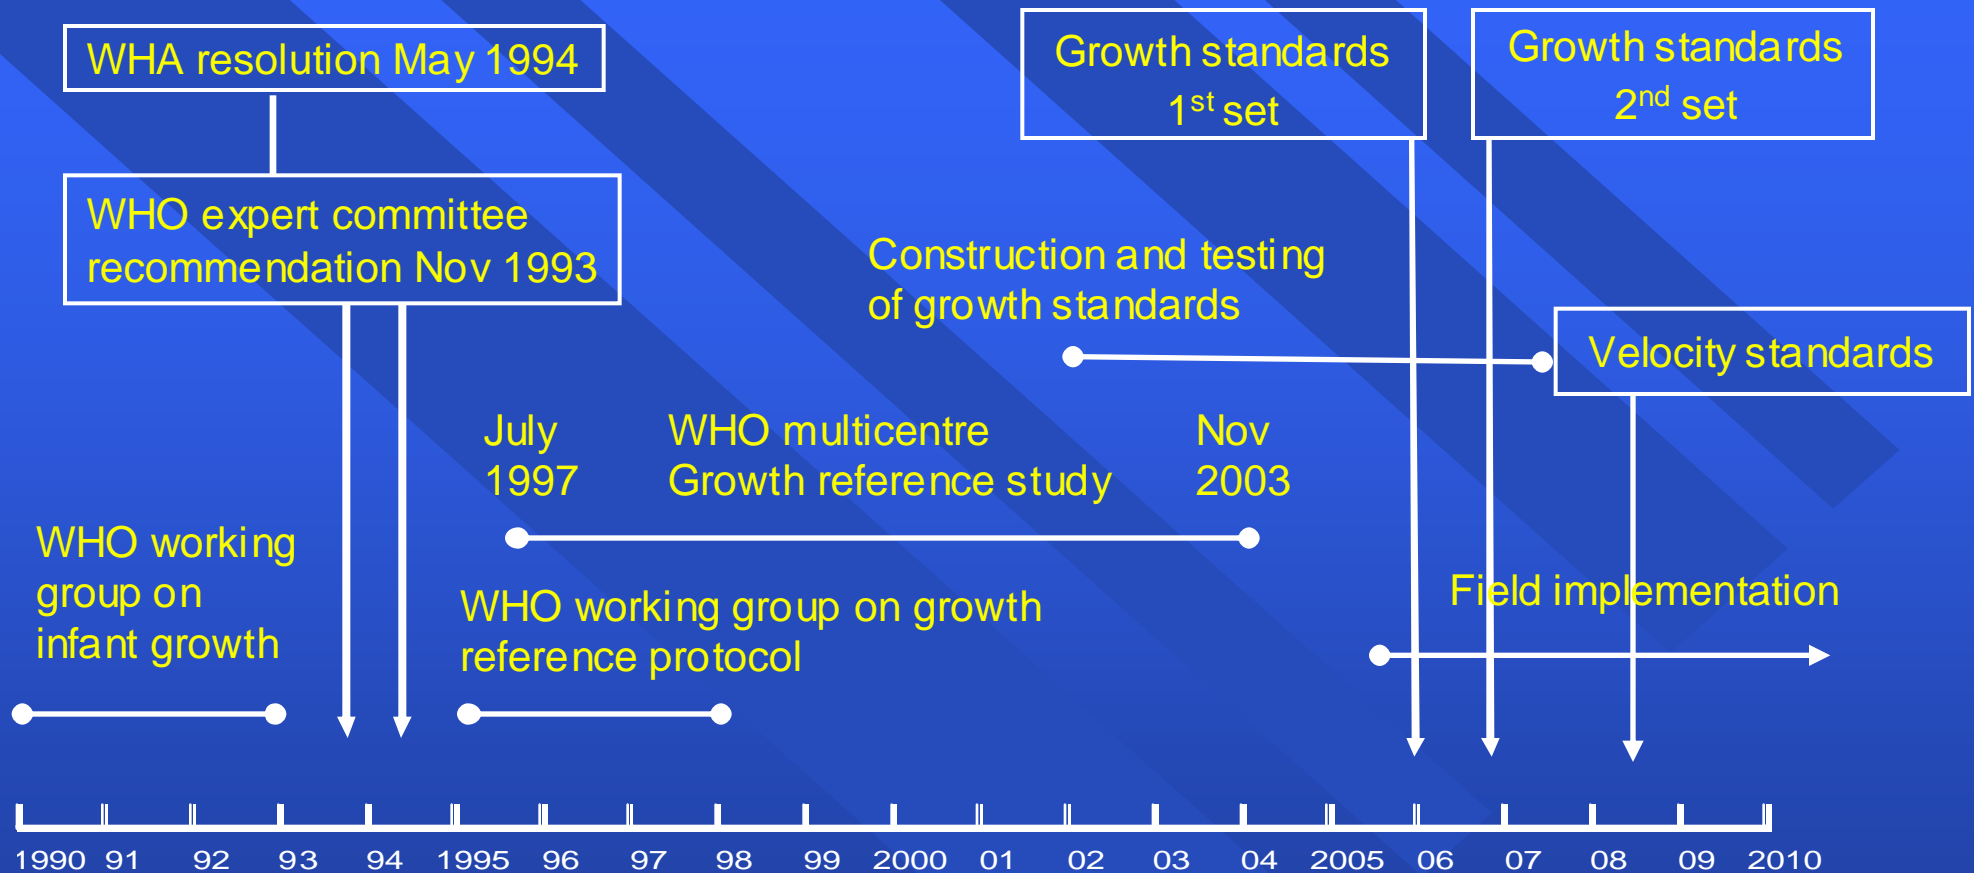 WHA resolution May 1994
WHO expert committee
recommendation Nov 1993
Growth standards
1st set
Growth standards
2nd set
Construction and testing
of growth standards
Velocity standards
July
1997
WHO multicentre
Growth reference study
Nov
2003
WHO working
group on
infant growth
WHO working group on growth
reference protocol
Field implementation
1990 91 92 93 94 1995 96 97 98 99 2000 01 02 03 04 2005 06 07 08 09 2010